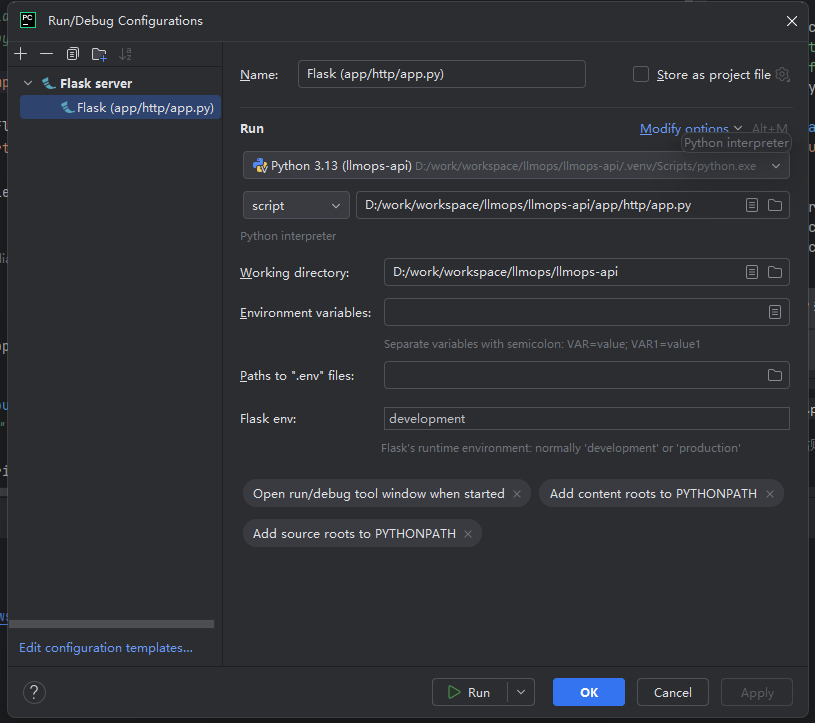 PC
Run/Debug Configurations
Flask server
Flask (app/http/app.py)
Name:
Flask (app/http/app.py)
Store as project file
Run
Modify options
Alt+M
Python interpreter
Python 3.13 (llmops-api) D:/work/workspace/llmops/llmops-api/.venv/Scripts/python.exe
script
D:/work/workspace/llmops/llmops-api/app/http/app.py
Python interpreter
Working directory:
D:/work/workspace/llmops/llmops-api
Environment variables:
Separate variables with semicolon: VAR=value; VAR1=value1
Paths to ".env" files:
Flask env:
development
Flask's runtime environment: normally 'development' or 'production'
Open run/debug tool window when started ×
Add content roots to PYTHONPATH ×
Add source roots to PYTHONPATH ×
Edit configuration templates...
?
Run
OK
Cancel
Apply